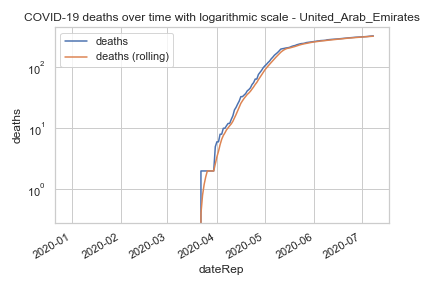 COVID-19 deaths over time with logarithmic scale - United_Arab_Emirates
deaths
deaths (rolling)
10²
10¹
10⁰
deaths
2020-01
2020-02
2020-03
2020-04
2020-05
2020-06
2020-07
dateRep